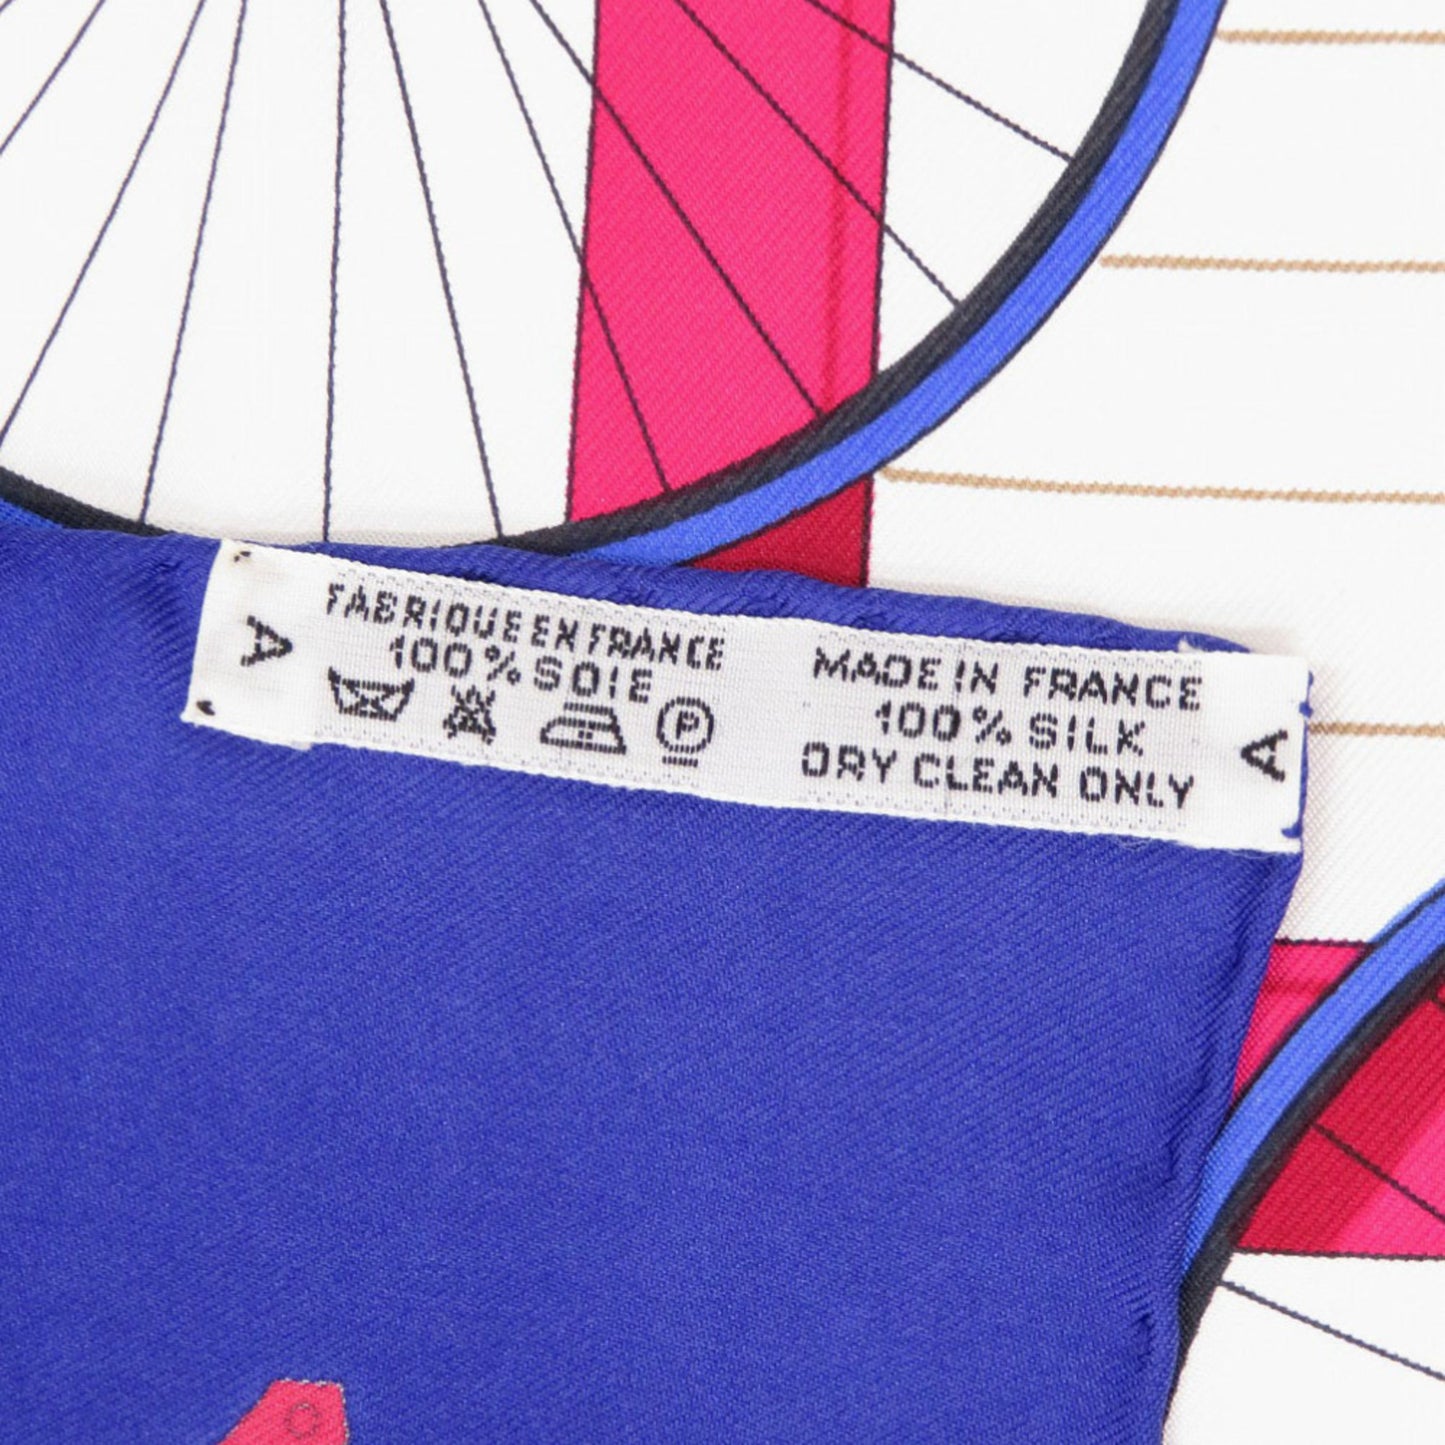 A
FABRIQUE EN FRANCE
100% SOIE
P
MADE IN FRANCE
100% SILK
DRY CLEAN ONLY
A